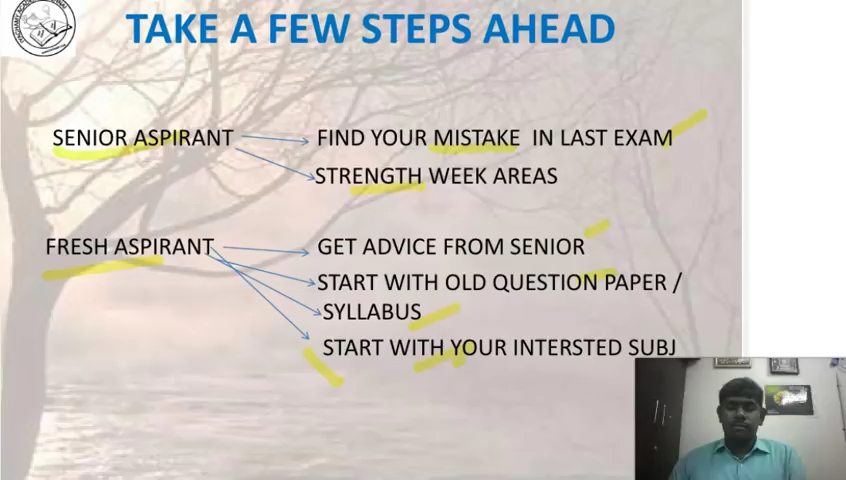 TAKE A FEW STEPS AHEAD
SENIOR ASPIRANT
FIND YOUR MISTAKE IN LAST EXAM
STRENGTH WEEK AREAS
FRESH ASPIRANT
GET ADVICE FROM SENIOR
START WITH OLD QUESTION PAPER /
SYLLABUS
START WITH YOUR INTERSTED SUBJ